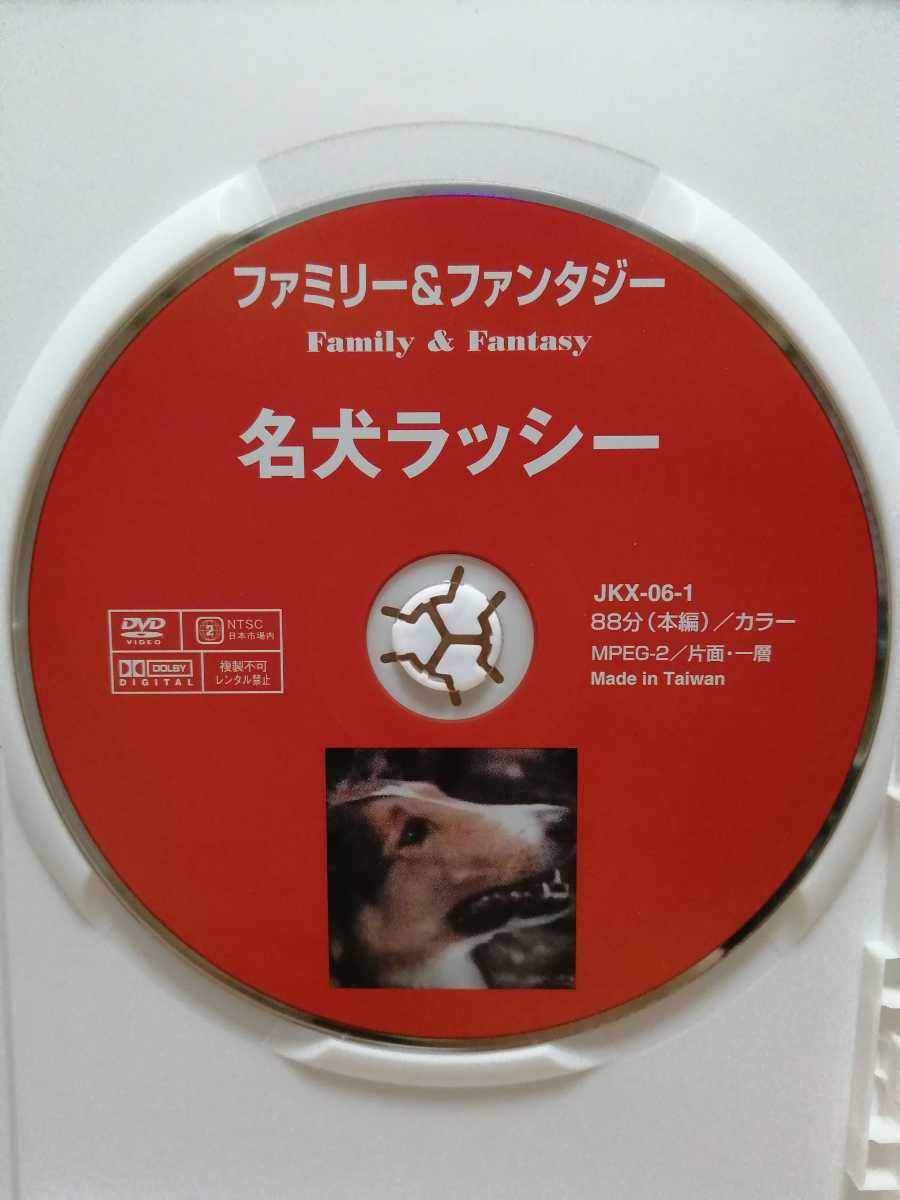 ファミリー&ファンタジー
Family & Fantasy
名犬ラッシー
DVD
VIDEO
2
NTSC
日本市場内
DOLBY
DIGITAL
複製不可
レンタル禁止
JKX-06-1
88分(本編)/カラー
MPEG-2/片面・一層
Made in Taiwan